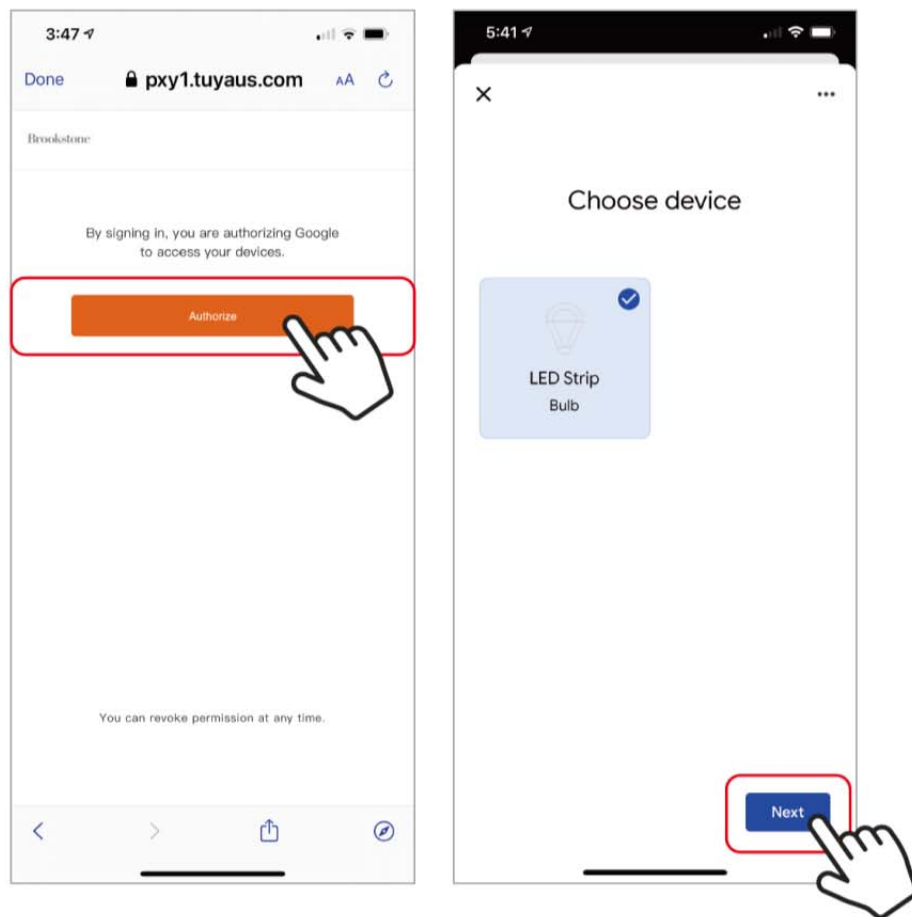 3:47
Done
pxy1.tuyaus.com
AA
Brookstone
By signing in, you are authorizing Google
to access your devices.
Authorize
You can revoke permission at any time.
5:41
Choose device
LED Strip
Bulb
Next